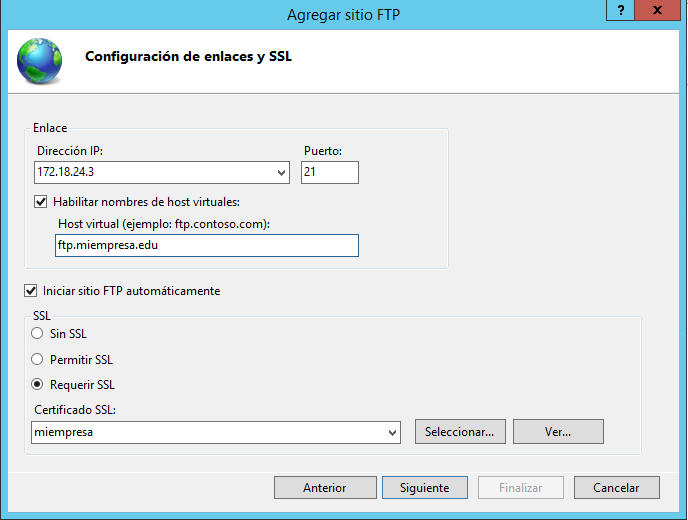 Agregar sitio FTP
?
x
Configuración de enlaces y SSL
Enlace
Dirección IP:
Puerto:
172.18.24.3
21
Habilitar nombres de host virtuales:
Host virtual (ejemplo: ftp.contoso.com):
ftp.miempresa.edu
Iniciar sitio FTP automáticamente
SSL
Sin SSL
Permitir SSL
Requerir SSL
Certificado SSL:
miempresa
Seleccionar...
Ver...
Anterior
Siguiente
Finalizar
Cancelar